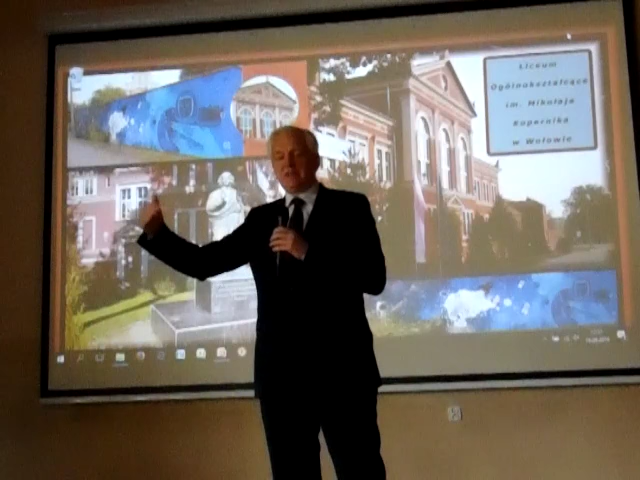 Liceum
Ogólnokształcące
im. Mikołaja
Kopernika
w Wołowie